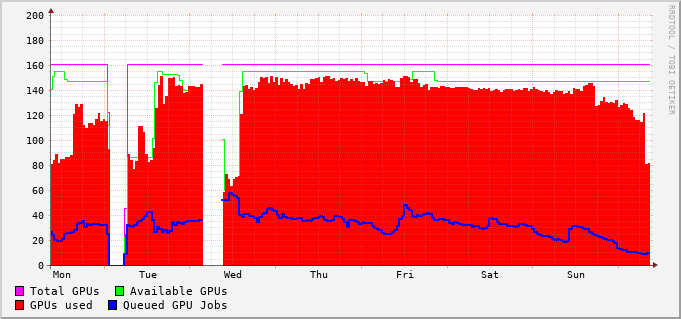 200
180
160
140
120
100
80
60
40
20
0
Mon Tue Wed Thu Fri Sat Sun
Total GPUs Available GPUs
GPUs used Queued GPU Jobs
RRDTOOL / TOBI OETIKER